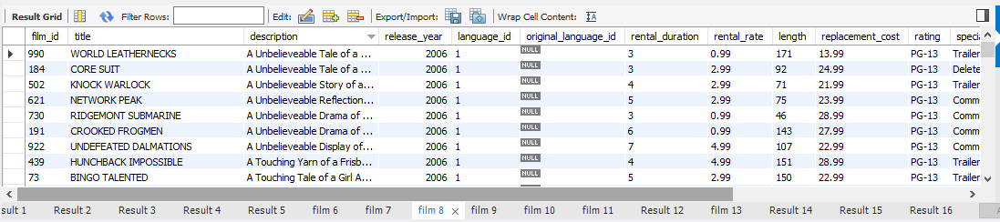 Result Grid Filter Rows: Edit: Export/Import: Wrap Cell Content: IA
film_id title description release_year language_id original_language_id rental_duration rental_rate length replacement_cost rating specia
990 WORLD LEATHERNECKS A Unbelieveable Tale of a ... 2006 1 NULL 3 0.99 171 13.99 PG-13 Trailer
184 CORE SUIT A Unbelieveable Tale of a ... 2006 1 NULL 3 2.99 92 24.99 PG-13 Delete
502 KNOCK WARLOCK A Unbelieveable Story of a... 2006 1 NULL 4 2.99 71 21.99 PG-13 Trailer
621 NETWORK PEAK A Unbelieveable Reflection... 2006 1 NULL 5 2.99 75 23.99 PG-13 Comm
730 RIDGEMONT SUBMARINE A Unbelieveable Drama of ... 2006 1 NULL 3 0.99 46 28.99 PG-13 Comm
191 CROOKED FROGMEN A Unbelieveable Drama of ... 2006 1 NULL 6 0.99 143 27.99 PG-13 Comm
922 UNDEFEATED DALMATIONS A Unbelieveable Display of ... 2006 1 NULL 7 4.99 107 22.99 PG-13 Comm
439 HUNCHBACK IMPOSSIBLE A Touching Yarn of a Frisb... 2006 1 NULL 4 4.99 151 28.99 PG-13 Trailer
73 BINGO TALENTED A Touching Tale of a Girl A... 2006 1 NULL 5 2.99 150 22.99 PG-13 Trailer
sult 1 Result 2 Result 3 Result 4 Result 5 film 6 film 7 film 8 film 9 film 10 film 11 Result 12 film 13 Result 14 Result 15 Result 16